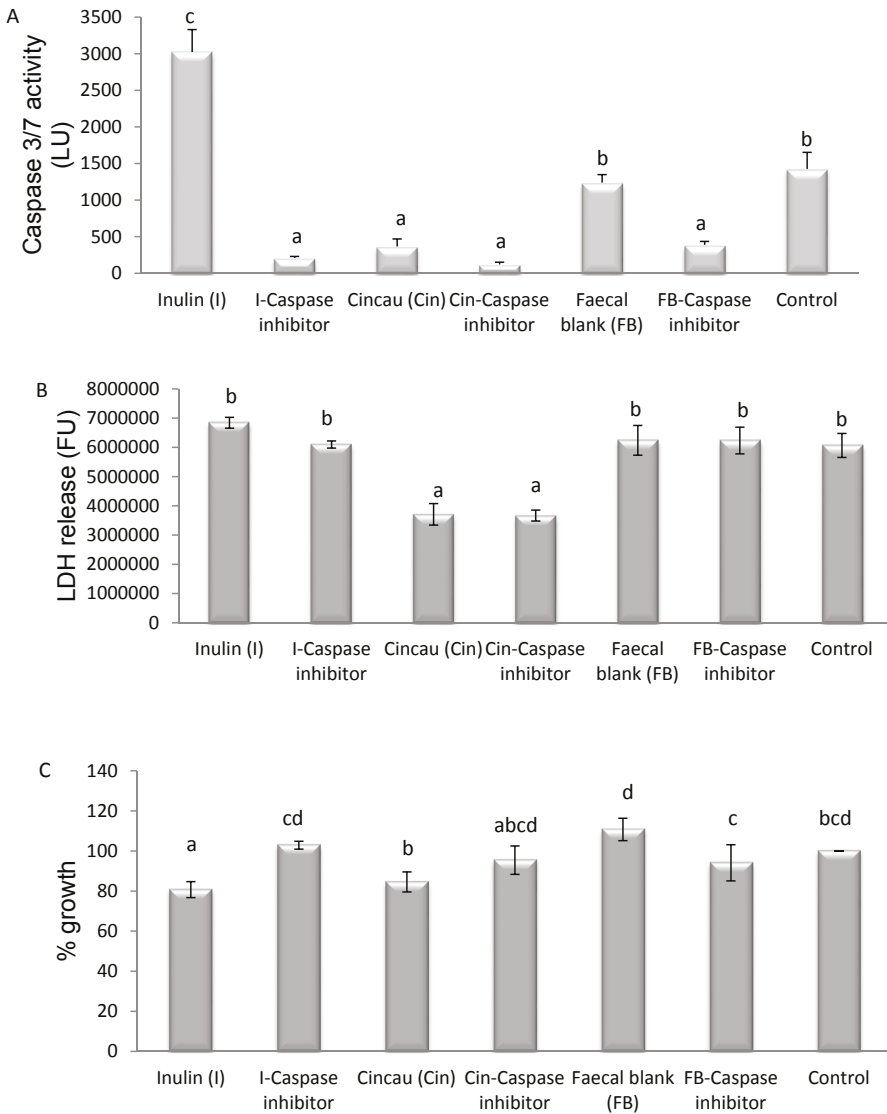 A
Caspase 3/7 activity
(LU)
3500
3000
2500
2000
1500
1000
500
0
c
a
a
a
b
a
b
Inulin (I)
I-Caspase
inhibitor
Cincau (Cin)
Cin-Caspase
inhibitor
Faecal
blank (FB)
FB-Caspase
inhibitor
Control
B
LDH release (FU)
8000000
7000000
6000000
5000000
4000000
3000000
2000000
1000000
0
b
b
a
a
b
b
b
Inulin (I)
I-Caspase
inhibitor
Cincau (Cin)
Cin-Caspase
inhibitor
Faecal
blank (FB)
FB-Caspase
inhibitor
Control
C
% growth
140
120
100
80
60
40
20
0
a
cd
b
abcd
d
c
bcd
Inulin (I)
I-Caspase
inhibitor
Cincau (Cin)
Cin-Caspase
inhibitor
Faecal blank
(FB)
FB-Caspase
inhibitor
Control